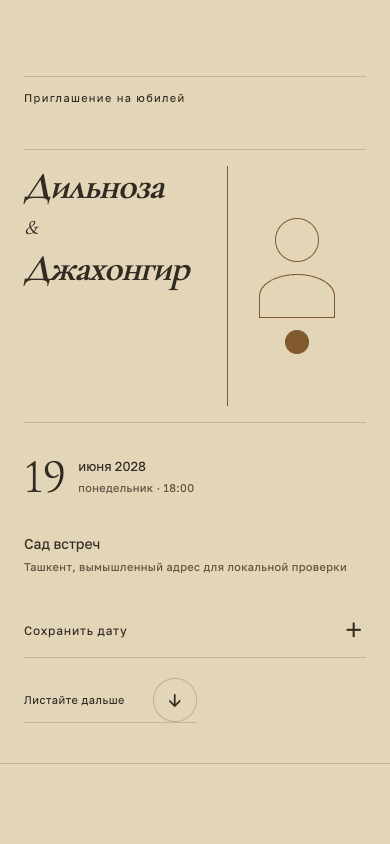 Приглашение на юбилей
Дильноза
&
Джахонгир
19 июня 2028
понедельник · 18:00
Сад встреч
Ташкент, вымышленный адрес для локальной проверки
Сохранить дату +
Листайте дальше